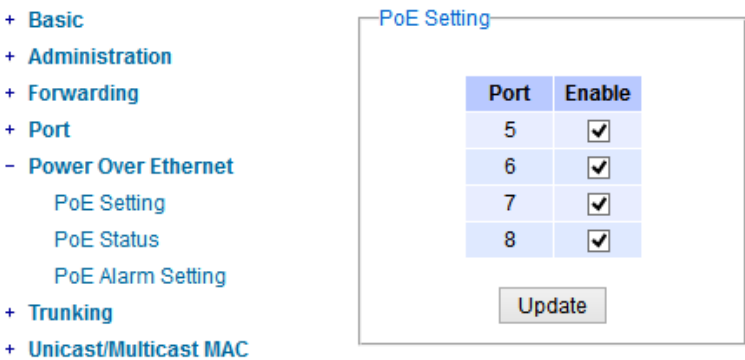 + Basic
+ Administration
+ Forwarding
+ Port
- Power Over Ethernet
PoE Setting
PoE Status
PoE Alarm Setting
+ Trunking
+ Unicast/Multicast MAC
PoE Setting
Port Enable
5
6
7
8
Update